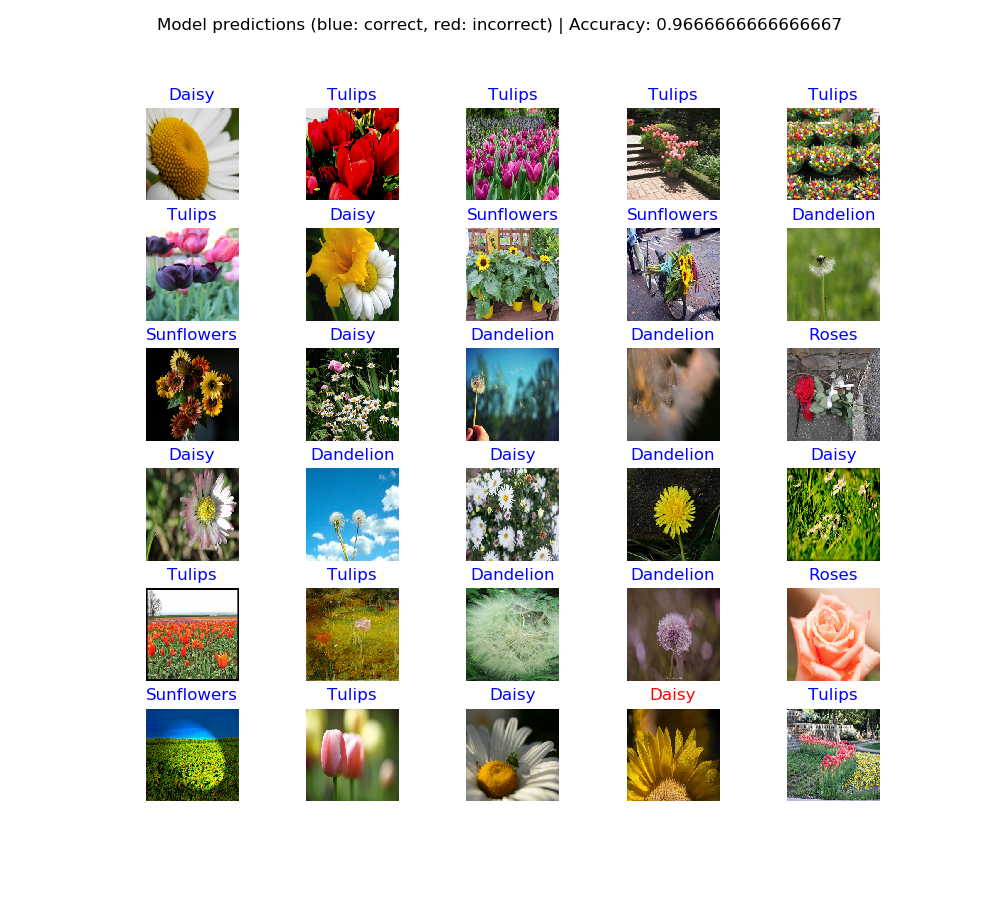 Model predictions (blue: correct, red: incorrect) | Accuracy: 0.9666666666666667
Daisy Tulips Tulips Tulips Tulips
Tulips Daisy Sunflowers Sunflowers Dandelion
Sunflowers Daisy Dandelion Dandelion Roses
Daisy Dandelion Daisy Dandelion Daisy
Tulips Tulips Dandelion Dandelion Roses
Sunflowers Tulips Daisy Daisy Tulips